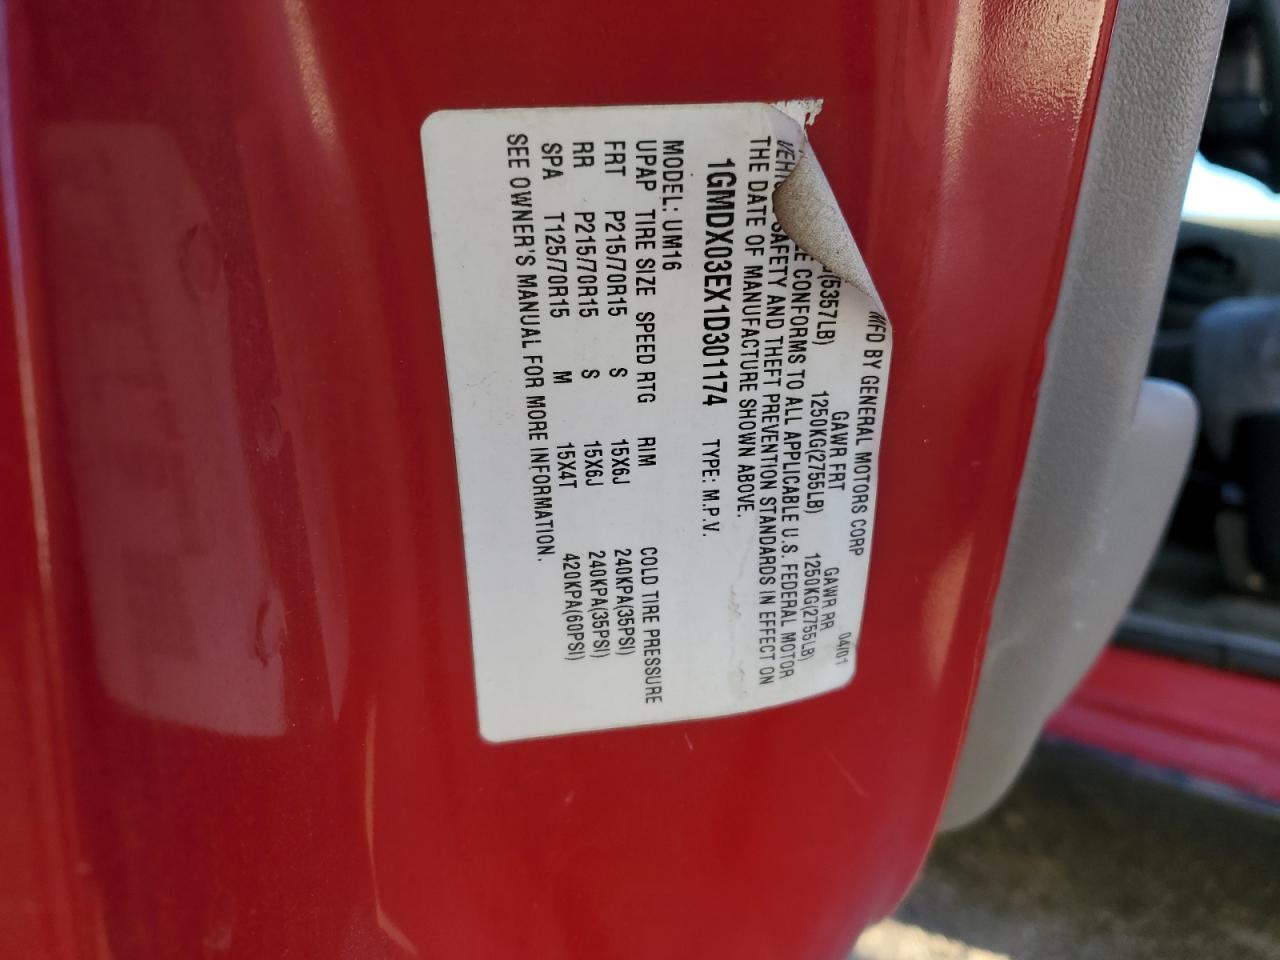 MFD BY GENERAL MOTORS CORP 04/01
GAWR FRT GAWR RR
(5357LB) 1250KG(2755LB) 1250KG(2755LB)
CONFORMS TO ALL APPLICABLE U.S. FEDERAL MOTOR
SAFETY AND THEFT PREVENTION STANDARDS IN EFFECT ON
THE DATE OF MANUFACTURE SHOWN ABOVE.
1GMDX03EX1D301174 TYPE: M.P.V.
MODEL: UM16
UPAP TIRE SIZE SPEED RTG RIM COLD TIRE PRESSURE
FRT P215/70R15 S 15X6J 240KPA(35PSI)
RR P215/70R15 S 15X6J 240KPA(35PSI)
SPA T125/70R15 M 15X4T 420KPA(60PSI)
SEE OWNER'S MANUAL FOR MORE INFORMATION.